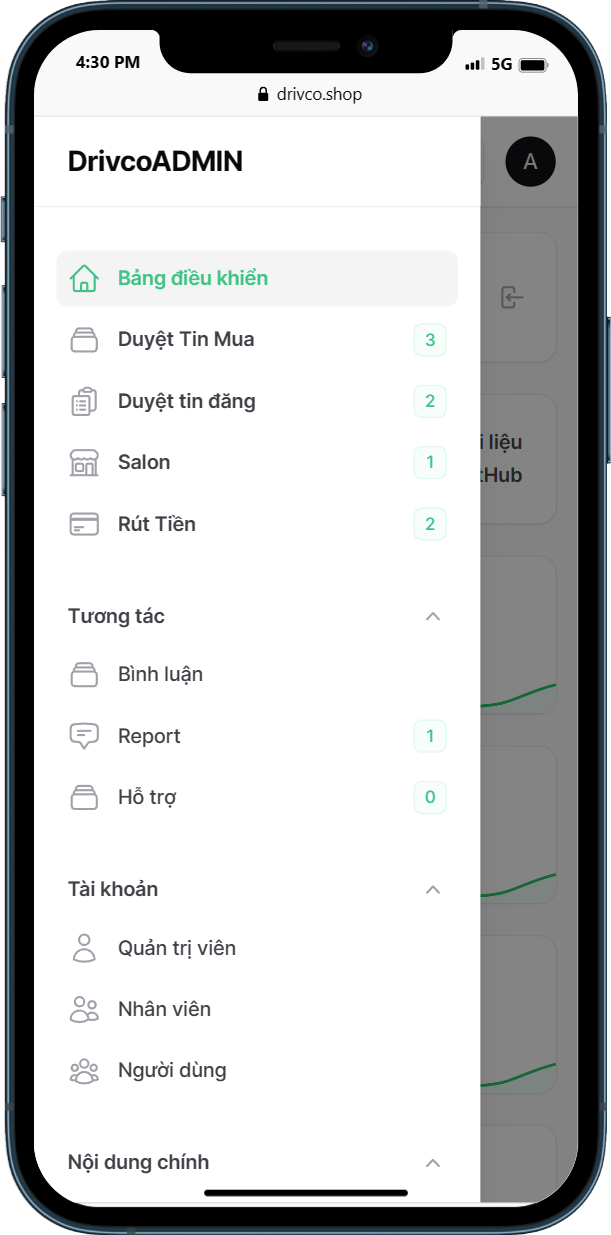 4:30 PM
5G
drivco.shop
DrivcoADMIN
A
Bảng điều khiển
Duyệt Tin Mua
3
Duyệt tin đăng
2
i liệu
Salon
1
tHub
Rút Tiền
2
Tương tác
Bình luận
Report
1
Hỗ trợ
0
Tài khoản
Quản trị viên
Nhân viên
Người dùng
Nội dung chính